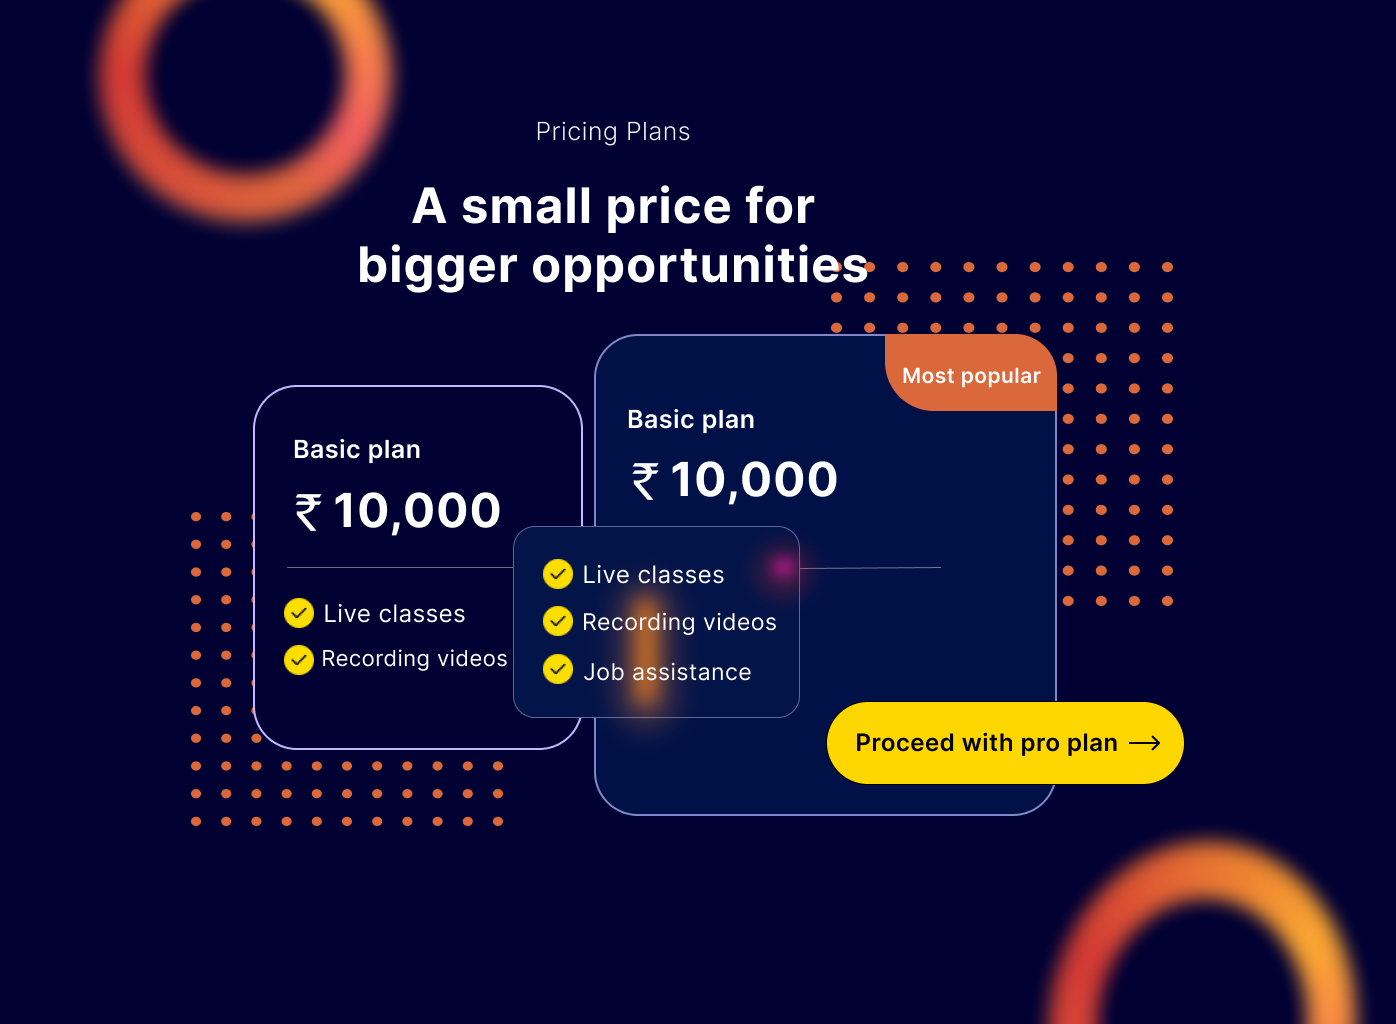 Pricing Plans
A small price for
bigger opportunities
Basic plan
₹ 10,000
Live classes
Recording videos
Most popular
Basic plan
₹ 10,000
Live classes
Recording videos
Job assistance
Proceed with pro plan